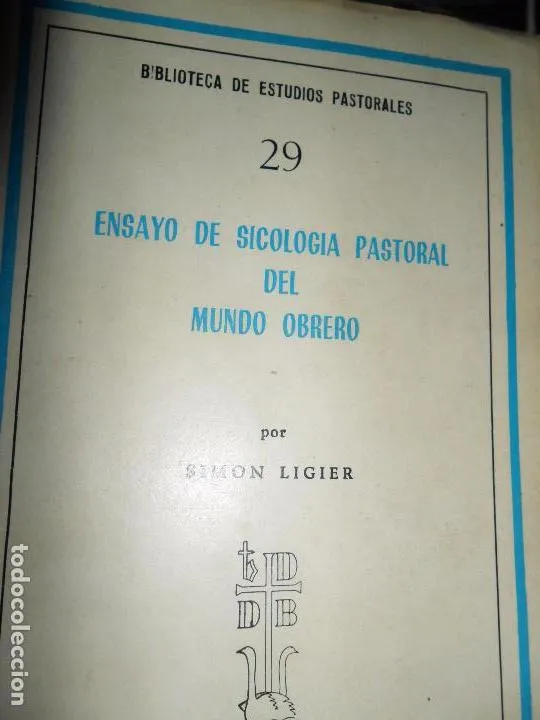 BIBLIOTECA DE ESTUDIOS PASTORALES
29
ENSAYO DE SICOLOGIA PASTORAL
DEL
MUNDO OBRERO
por
SIMON LIGIER
D D
D B
todocoleccion